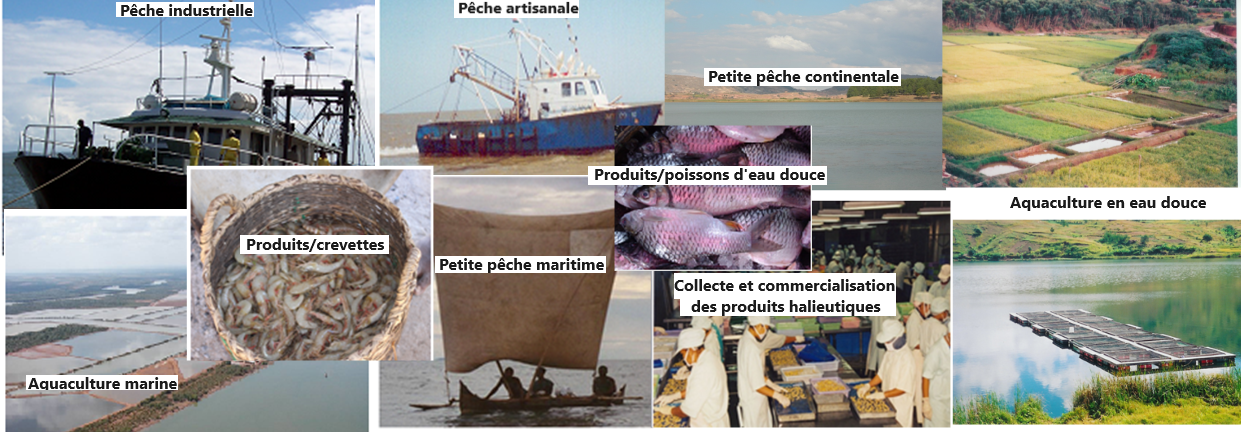 Pêche industrielle
Pêche artisanale
Petite pêche continentale
Produits/poissons d'eau douce
Aquaculture en eau douce
Produits/crevettes
Petite pêche maritime
Collecte et commercialisation
des produits halieutiques
Aquaculture marine